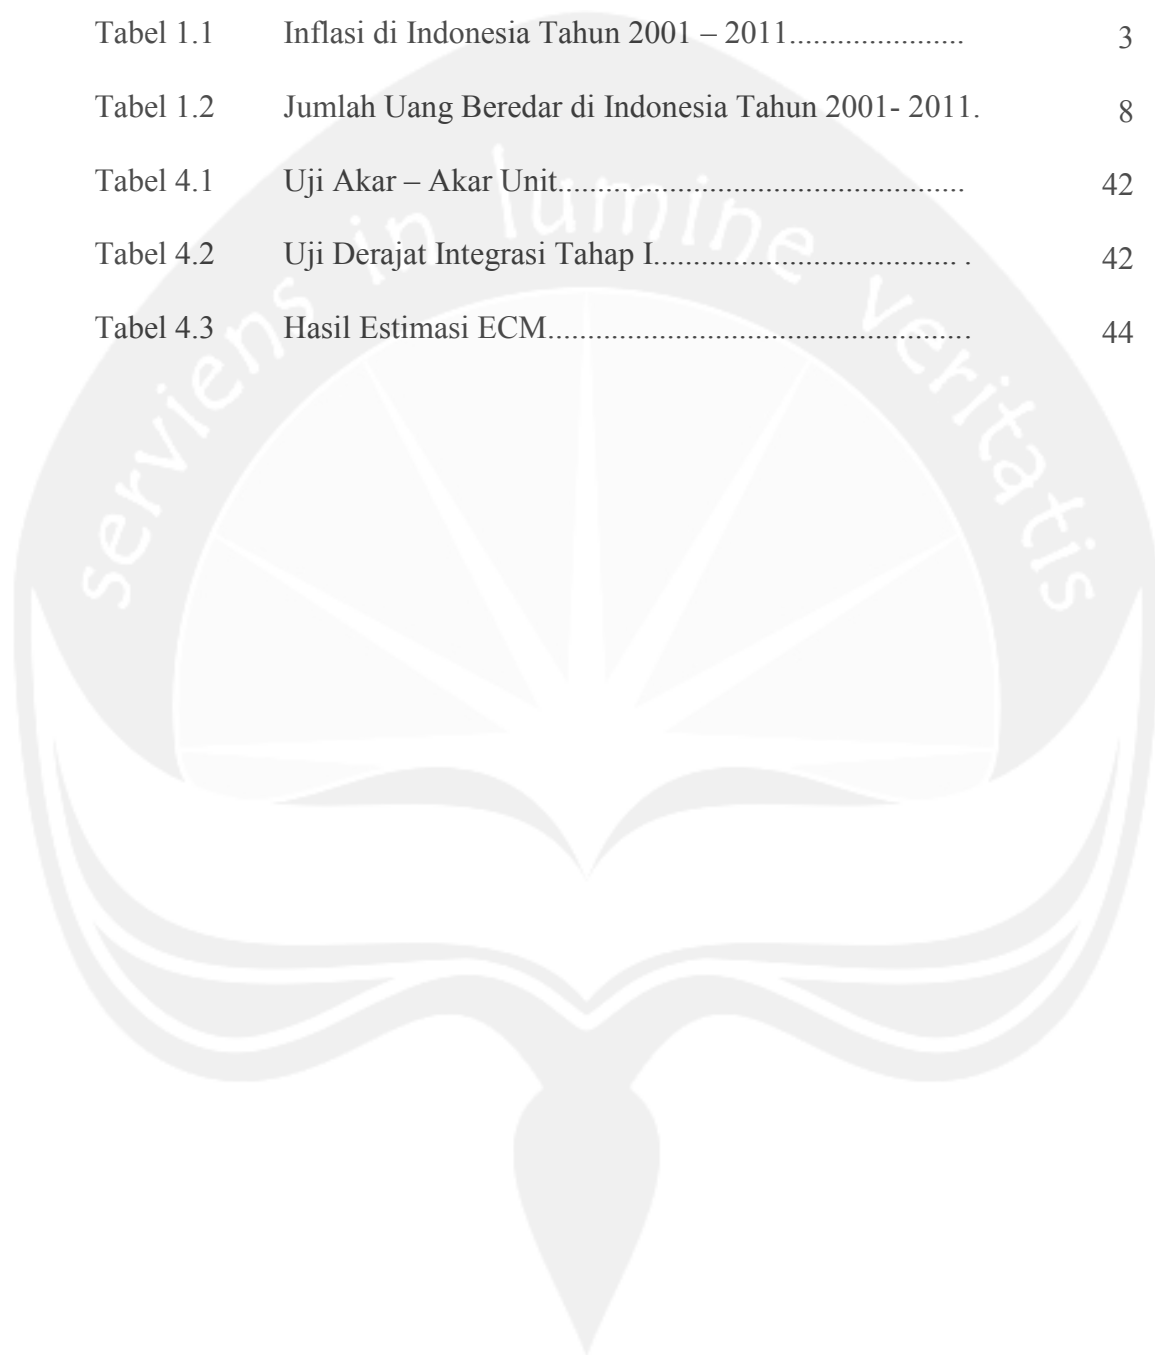 Tabel 1.1 Inflasi di Indonesia Tahun 2001 – 2011...................... 3
Tabel 1.2 Jumlah Uang Beredar di Indonesia Tahun 2001- 2011. 8
Tabel 4.1 Uji Akar – Akar Unit.................................................. 42
Tabel 4.2 Uji Derajat Integrasi Tahap I..................................... . 42
Tabel 4.3 Hasil Estimasi ECM.................................................... 44
serviens in lumine veritatis